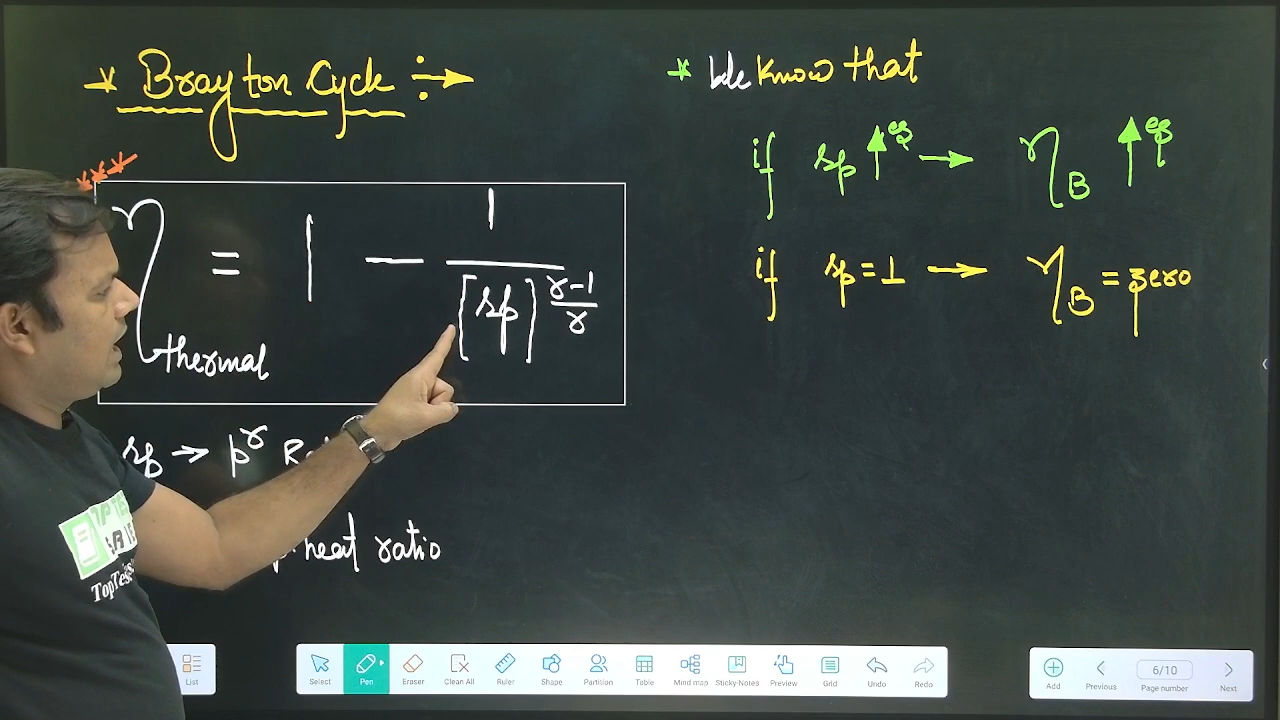 * Brayton Cycle ÷→
***
η thermal = 1 - 1 / [rp]^(γ-1)/γ
rp → pʳ
heat ratio
* We Know that
if rp ↑es → ηB ↑es
if rp = 1 → ηB = zero
List
Select
Pen
Eraser
Clean All
Ruler
Shape
Partition
Table
Mind map
Sticky-Notes
Preview
Grid
Undo
Redo
Add
Previous
6/10
Page number
Next